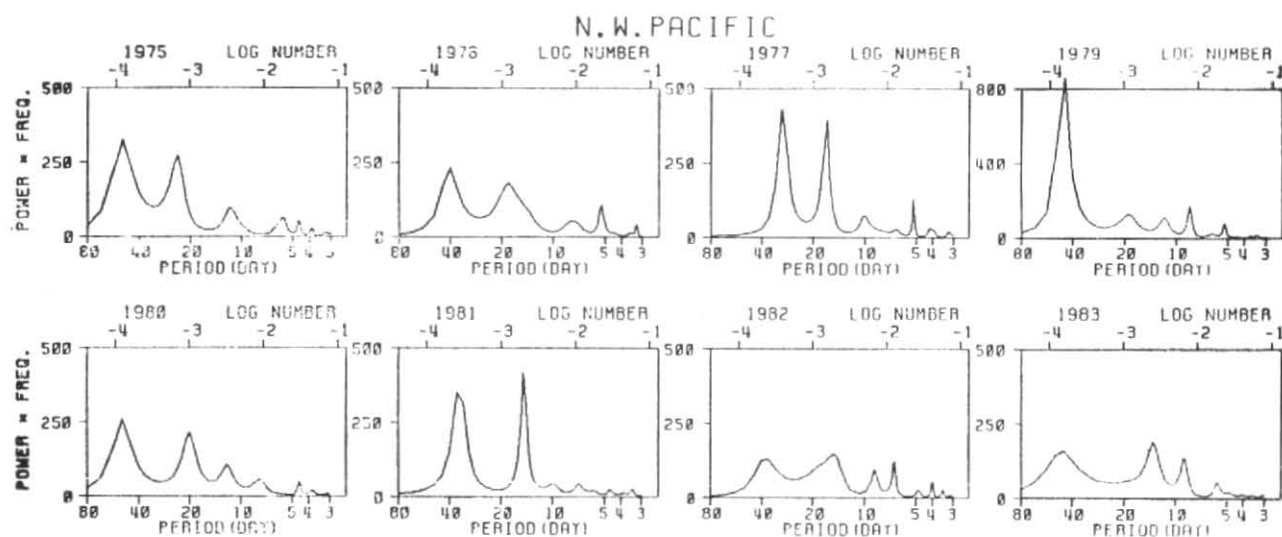 N.W.PACIFIC
1975 LOG NUMBER 1976 LOG NUMBER 1977 LOG NUMBER 1979 LOG NUMBER
-4 -3 -2 -1 -4 -3 -2 -1 -4 -3 -2 -1 -4 -3 -2 -1
500 500 500 800
POWER * FREQ.
250 250 250 400
0 0 0 0
80 40 20 10 5 4 3 80 40 20 10 5 4 3 80 40 20 10 5 4 3 80 40 20 10 5 4 3
PERIOD(DAY) PERIOD(DAY) PERIOD(DAY) PERIOD(DAY)
1980 LOG NUMBER 1981 LOG NUMBER 1982 LOG NUMBER 1983 LOG NUMBER
-4 -3 -2 -1 -4 -3 -2 -1 -4 -3 -2 -1 -4 -3 -2 -1
500 500 500 500
POWER * FREQ.
250 250 250 250
0 0 0 0
80 40 20 10 5 4 3 80 40 20 10 5 4 3 80 40 20 10 5 4 3 80 40 20 10 5 4 3
PERIOD(DAY) PERIOD(DAY) PERIOD(DAY) PERIOD(DAY)